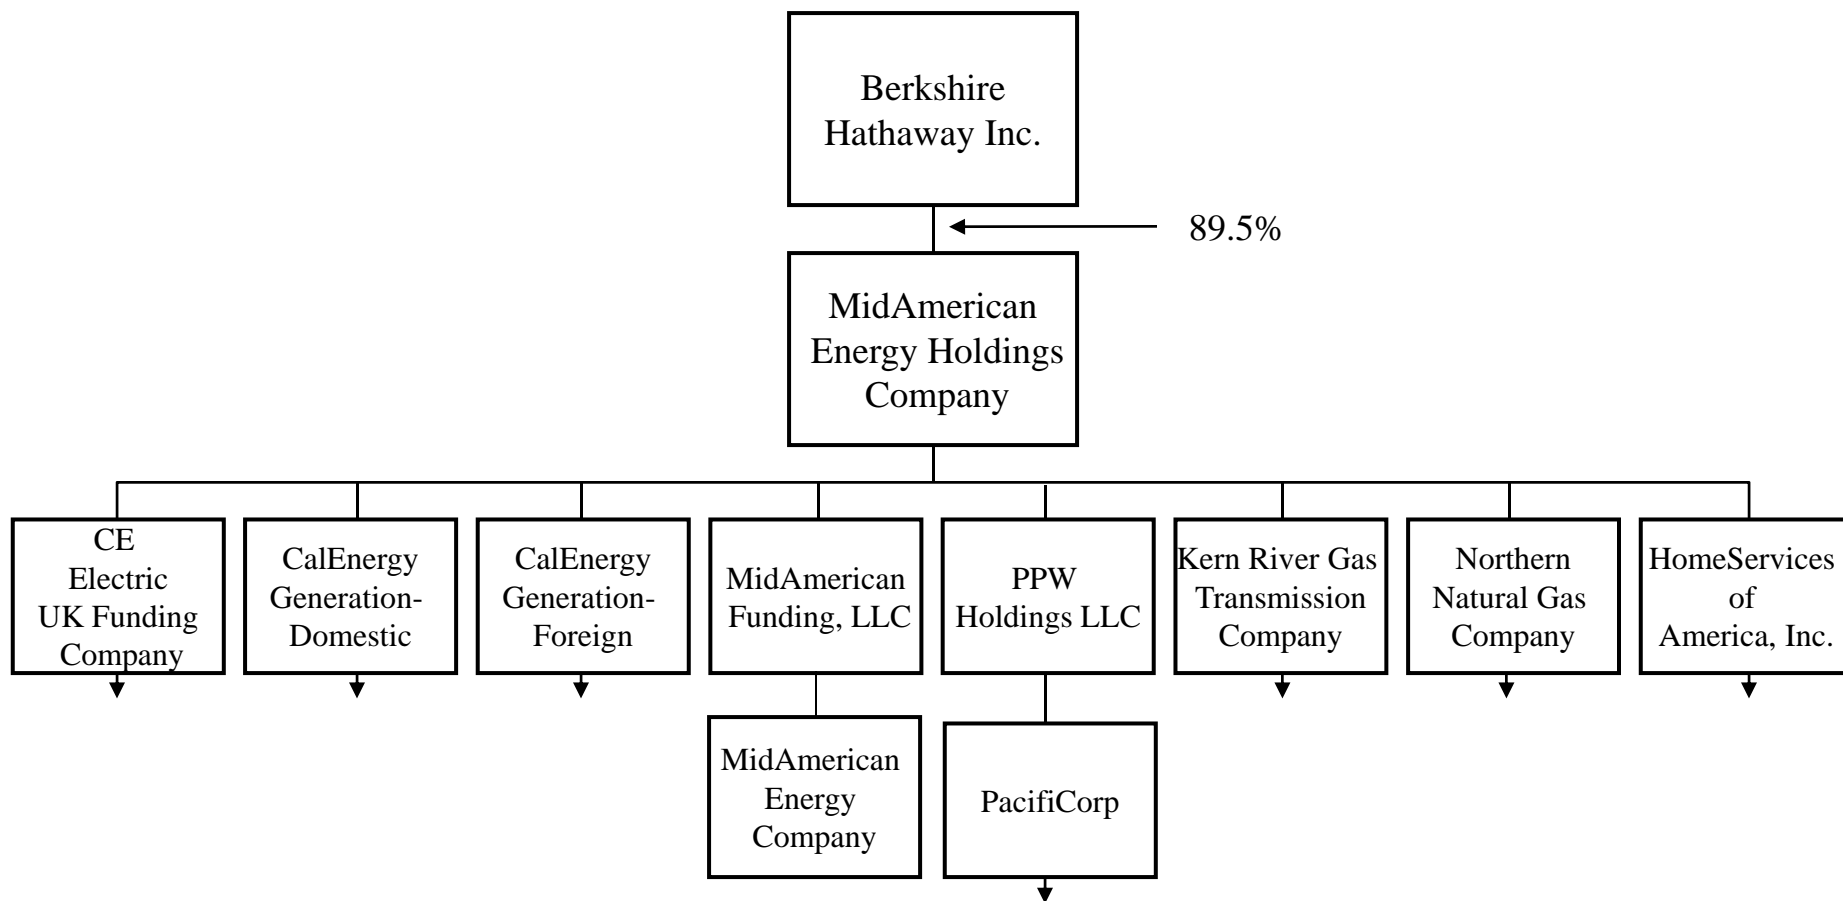 Berkshire
Hathaway Inc.
89.5%
MidAmerican
Energy Holdings
Company
CE
Electric
UK Funding
Company
CalEnergy
Generation-
Domestic
CalEnergy
Generation-
Foreign
MidAmerican
Funding, LLC
PPW
Holdings LLC
Kern River Gas
Transmission
Company
Northern
Natural Gas
Company
HomeServices
of
America, Inc.
MidAmerican
Energy
Company
PacifiCorp